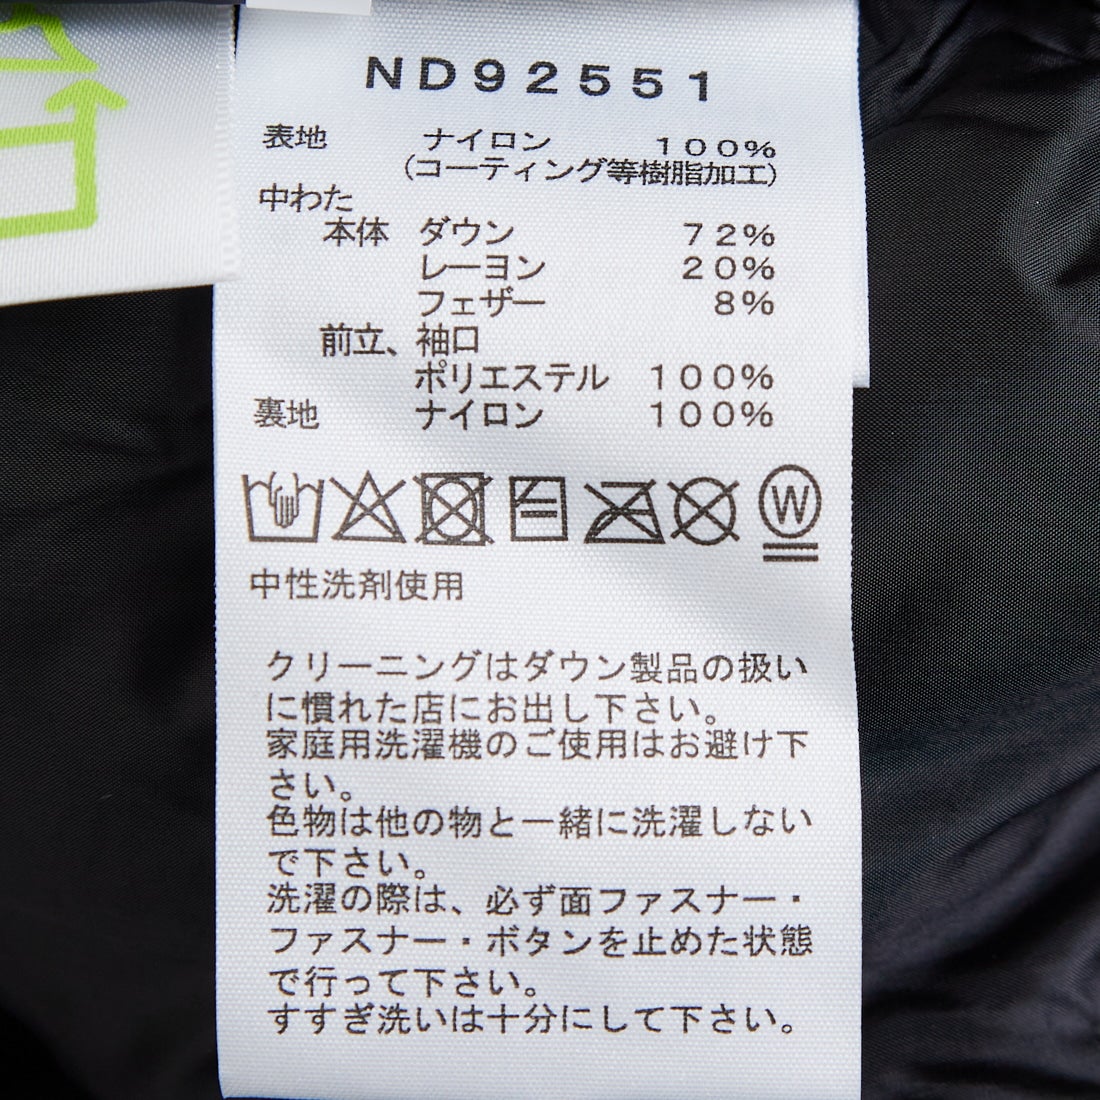 ND92551
表地 ナイロン 100%
(コーティング等樹脂加工)
中わた
本体 ダウン 72%
レーヨン 20%
フェザー 8%
前立、袖口
ポリエステル 100%
裏地 ナイロン 100%
W
中性洗剤使用
クリーニングはダウン製品の扱い
に慣れた店にお出し下さい。
家庭用洗濯機のご使用はお避け下
さい。
色物は他の物と一緒に洗濯しない
で下さい。
洗濯の際は、必ず面ファスナー・
ファスナー・ボタンを止めた状態
で行って下さい。
すすぎ洗いは十分にして下さい。